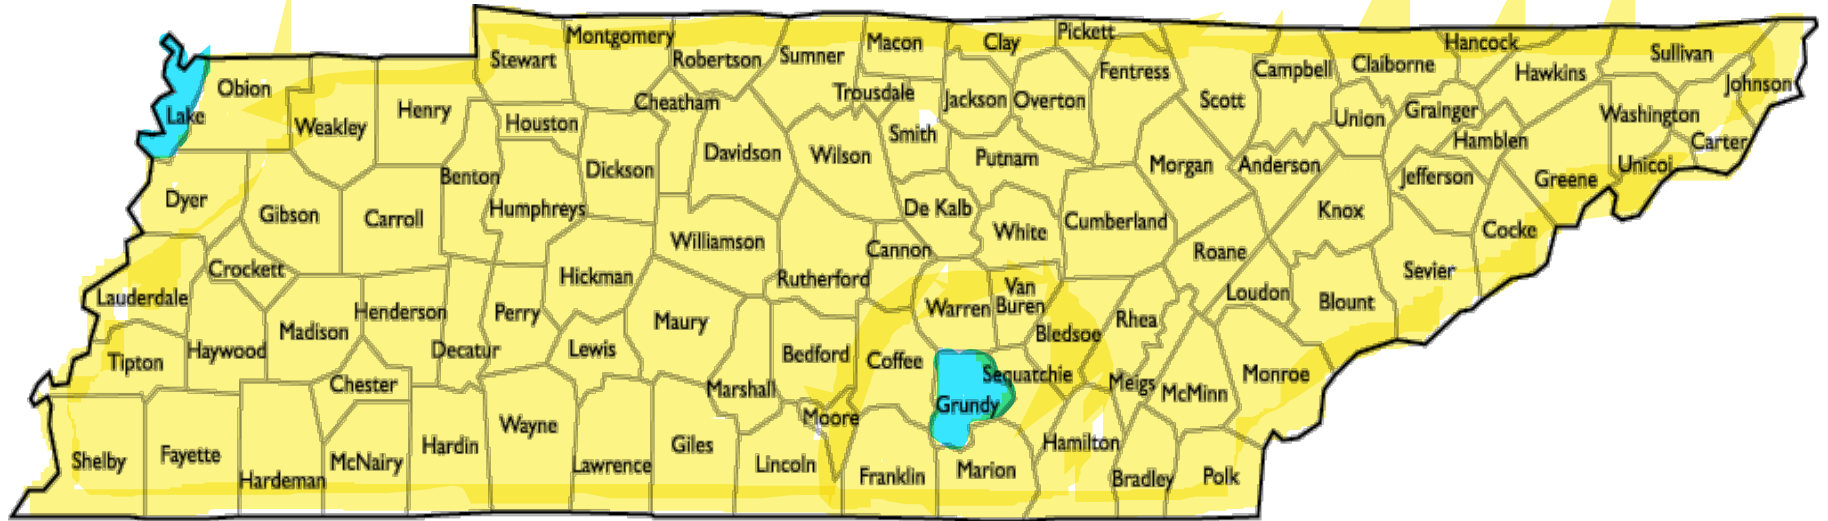 Lake
Obion
Weakley
Henry
Stewart
Montgomery
Robertson
Sumner
Macon
Clay
Pickett
Fentress
Scott
Campbell
Claiborne
Hancock
Hawkins
Sullivan
Johnson
Houston
Cheatham
Trousdale
Jackson
Overton
Union
Grainger
Hamblen
Washington
Carter
Unicoi
Dyer
Gibson
Carroll
Benton
Humphreys
Dickson
Davidson
Wilson
Smith
Putnam
Morgan
Anderson
Jefferson
Greene
Cocke
Crockett
Williamson
Rutherford
Cannon
De Kalb
White
Cumberland
Roane
Knox
Sevier
Lauderdale
Haywood
Madison
Henderson
Decatur
Perry
Hickman
Lewis
Maury
Marshall
Bedford
Coffee
Warren
Van
Buren
Bledsoe
Rhea
Loudon
Blount
Tipton
Chester
Moore
Grundy
Sequatchie
Meigs
McMinn
Monroe
Shelby
Fayette
Hardeman
McNairy
Hardin
Wayne
Lawrence
Giles
Lincoln
Franklin
Marion
Hamilton
Bradley
Polk